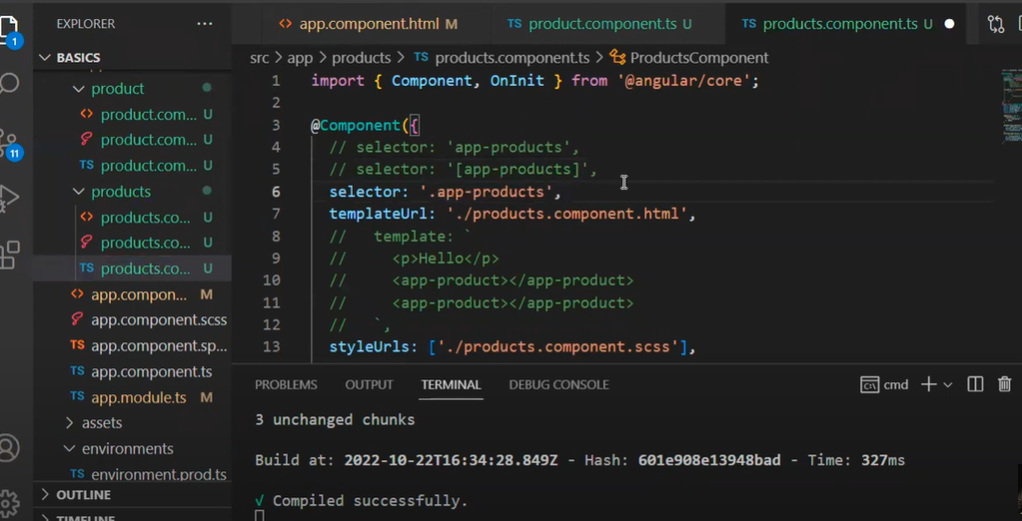 EXPLORER ...
BASICS
product
product.com... U
product.com... U
TS product.com... U
products
products.co... U
products.co... U
TS products.co... U
app.compon... M
app.component.scss
TS app.component.sp...
TS app.component.ts
TS app.module.ts M
assets
environments
TS environment.prod.ts
OUTLINE
TIMELINE
1
11
<> app.component.html M
TS product.component.ts U
TS products.component.ts U
src > app > products > TS products.component.ts > ProductsComponent
1 import { Component, OnInit } from '@angular/core';
2
3 @Component({
4 // selector: 'app-products',
5 // selector: '[app-products]',
6 selector: '.app-products',
7 templateUrl: './products.component.html',
8 // template: `
9 // <p>Hello</p>
10 // <app-product></app-product>
11 // <app-product></app-product>
12 // `,
13 styleUrls: ['./products.component.scss'],
PROBLEMS OUTPUT TERMINAL DEBUG CONSOLE
cmd
3 unchanged chunks
Build at: 2022-10-22T16:34:28.849Z - Hash: 601e908e13948bad - Time: 327ms
√ Compiled successfully.